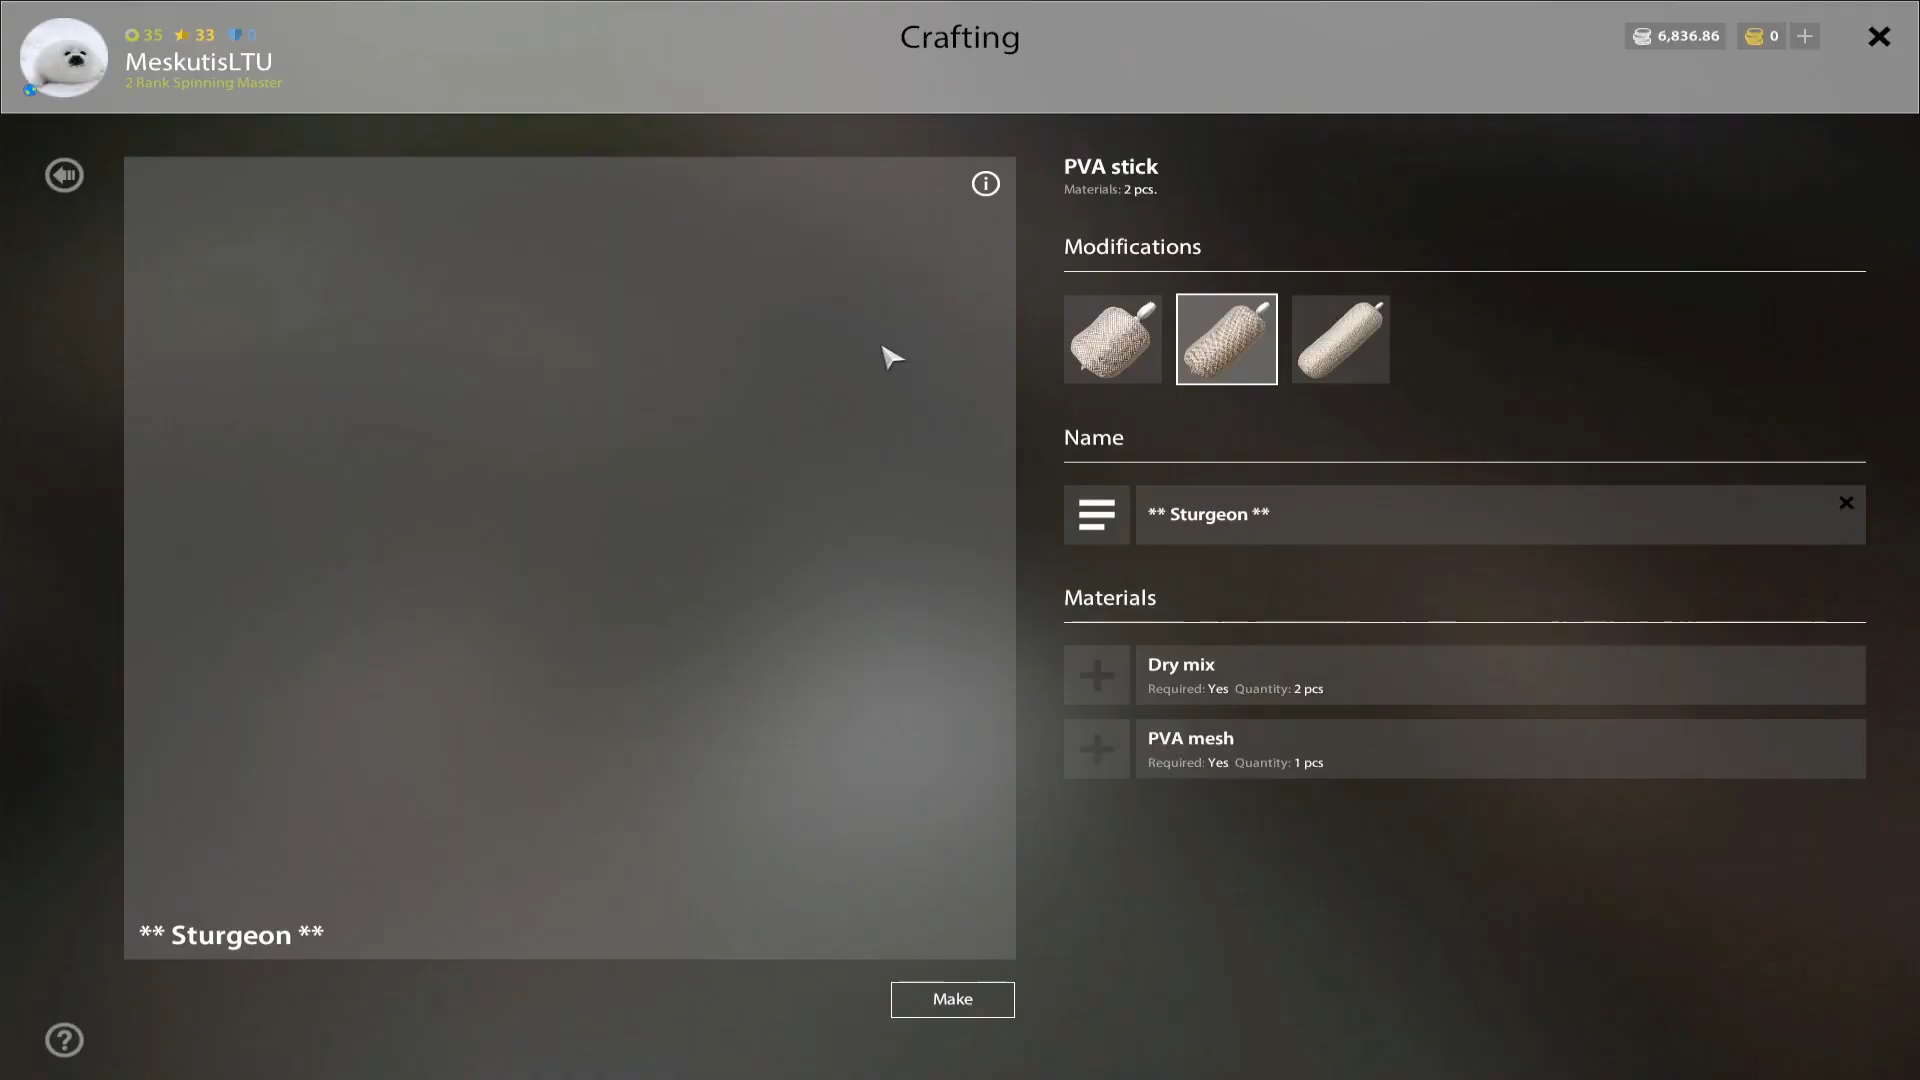 35 33 0
MeskutisLTU
2 Rank Spinning Master
Crafting
6,836.86 0
PVA stick
Materials: 2 pcs.
Modifications
Name
** Sturgeon **
Materials
Dry mix
Required: Yes Quantity: 2 pcs
PVA mesh
Required: Yes Quantity: 1 pcs
** Sturgeon **
Make